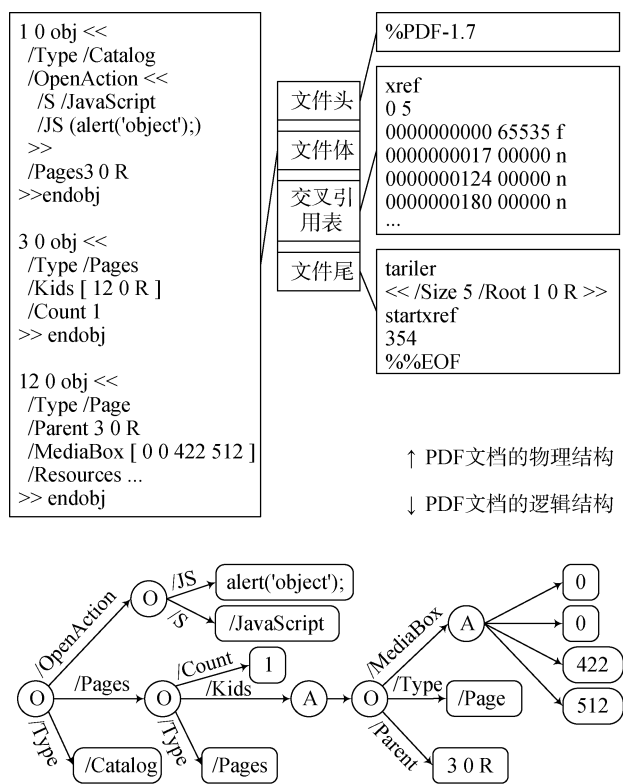 1 0 obj <<
/Type /Catalog
/OpenAction <<
/S /JavaScript
/JS (alert('object');)
>>
/Pages3 0 R
>>endobj
3 0 obj <<
/Type /Pages
/Kids [ 12 0 R ]
/Count 1
>> endobj
12 0 obj <<
/Type /Page
/Parent 3 0 R
/MediaBox [ 0 0 422 512 ]
/Resources ...
>> endobj
文件头
文件体
交叉引
用表
文件尾
%PDF-1.7
xref
0 5
0000000000 65535 f
0000000017 00000 n
0000000124 00000 n
0000000180 00000 n
...
tariler
<< /Size 5 /Root 1 0 R >>
startxref
354
%%EOF
↑ PDF文档的物理结构
↓ PDF文档的逻辑结构
O
/OpenAction
O
/JS
alert('object');
/S
/JavaScript
/Pages
O
/Count
1
/Kids
A
O
/Type
/Pages
/Type
/Catalog
/MediaBox
A
0
0
422
512
/Type
/Page
/Parent
3 0 R